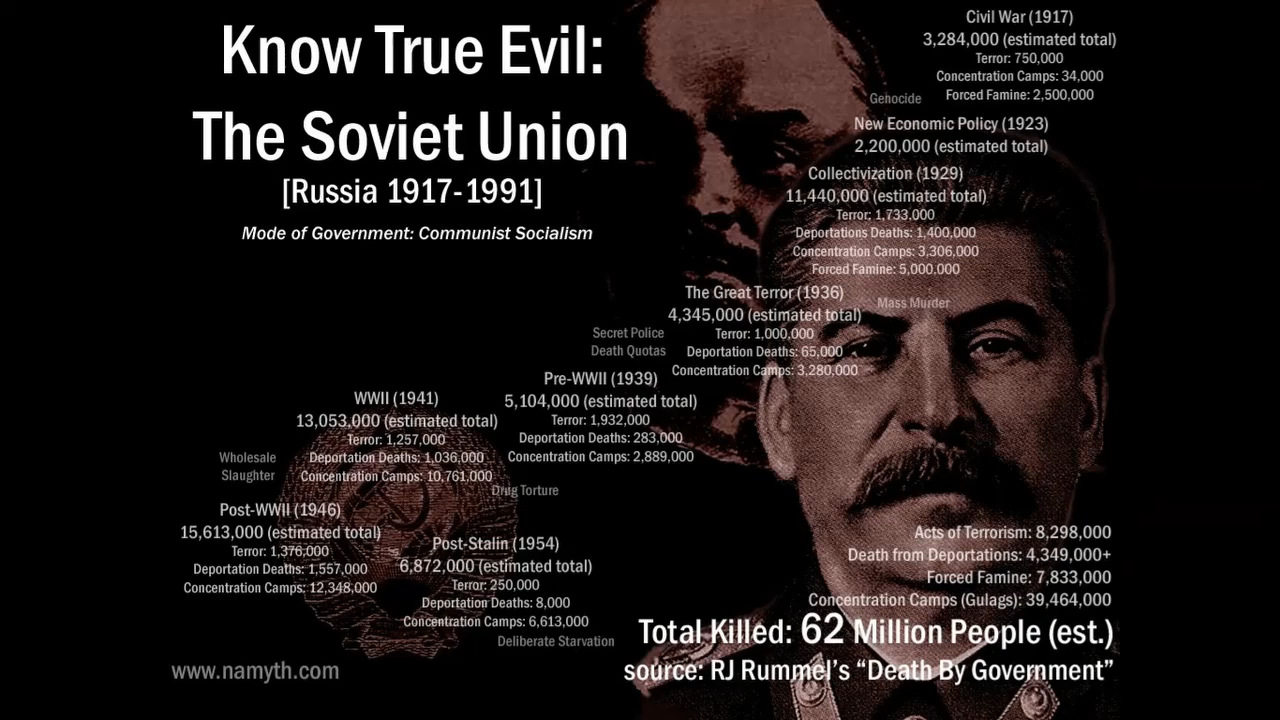 Know True Evil:
The Soviet Union
[Russia 1917-1991]
Mode of Government: Communist Socialism
Civil War (1917)
3,284,000 (estimated total)
Terror: 750,000
Concentration Camps: 34,000
Forced Famine: 2,500,000
Genocide
New Economic Policy (1923)
2,200,000 (estimated total)
Collectivization (1929)
11,440,000 (estimated total)
Terror: 1,733,000
Deportations Deaths: 1,400,000
Concentration Camps: 3,306,000
Forced Famine: 5,000,000
The Great Terror (1936)
4,345,000 (estimated total)
Terror: 1,000,000
Deportation Deaths: 65,000
Concentration Camps: 3,280,000
Mass Murder
Secret Police
Death Quotas
Pre-WWII (1939)
5,104,000 (estimated total)
Terror: 1,932,000
Deportation Deaths: 283,000
Concentration Camps: 2,889,000
WWII (1941)
13,053,000 (estimated total)
Terror: 1,257,000
Deportation Deaths: 1,036,000
Concentration Camps: 10,761,000
Wholesale
Slaughter
Drug Torture
Post-WWII (1946)
15,613,000 (estimated total)
Terror: 1,376,000
Deportation Deaths: 1,557,000
Concentration Camps: 12,348,000
Post-Stalin (1954)
6,872,000 (estimated total)
Terror: 250,000
Deportation Deaths: 8,000
Concentration Camps: 6,613,000
Deliberate Starvation
Acts of Terrorism: 8,298,000
Death from Deportations: 4,349,000+
Forced Famine: 7,833,000
Concentration Camps (Gulags): 39,464,000
Total Killed: 62 Million People (est.)
source: RJ Rummel's “Death By Government”
www.namyth.com